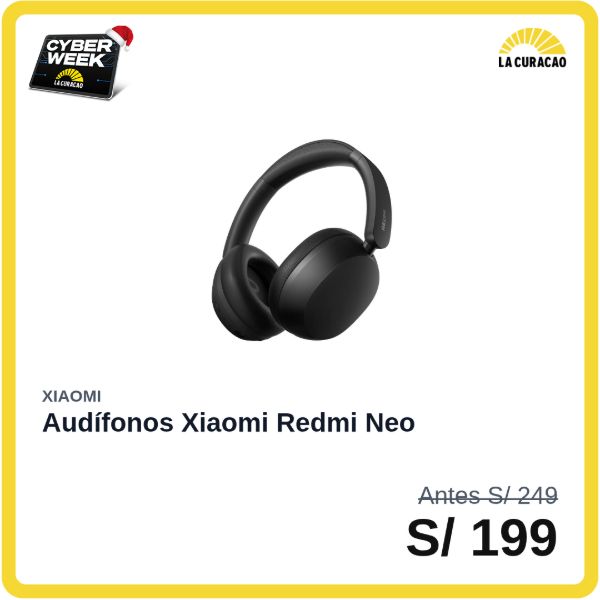 CYBER
WEEK
LA CURACAO
LA CURACAO
XIAOMI
Audífonos Xiaomi Redmi Neo
Antes S/ 249
S/ 199